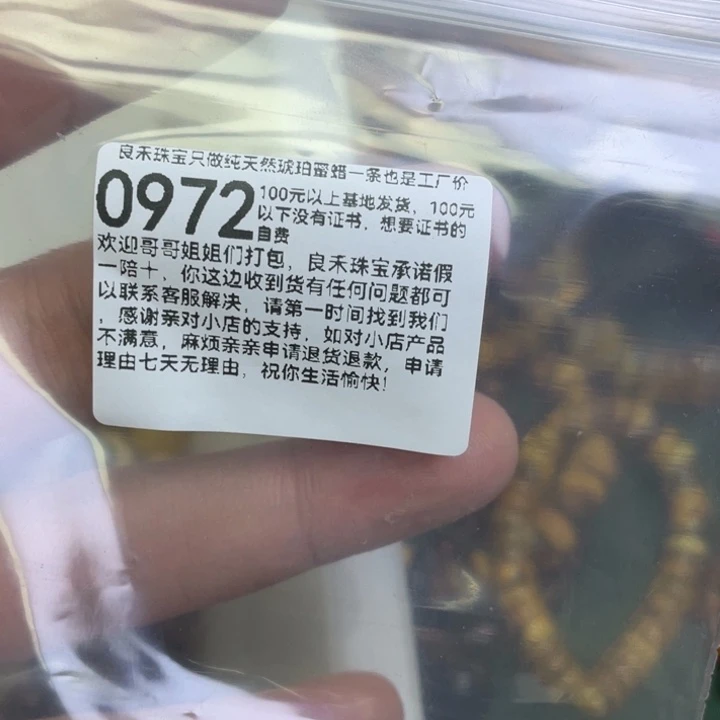 良禾珠宝只做纯天然琥珀蜜蜡一条也是工厂价
0972
100元以上基地发货，100元
以下没有证书，想要证书的
自费
欢迎哥哥姐姐们打包，良禾珠宝承诺假
一陪十，你这边收到货有任何问题都可
以联系客服解决，请第一时间找到我们
，感谢亲对小店的支持，如对小店产品
不满意，麻烦亲亲申请退货退款，申请
理由七天无理由，祝你生活愉快！